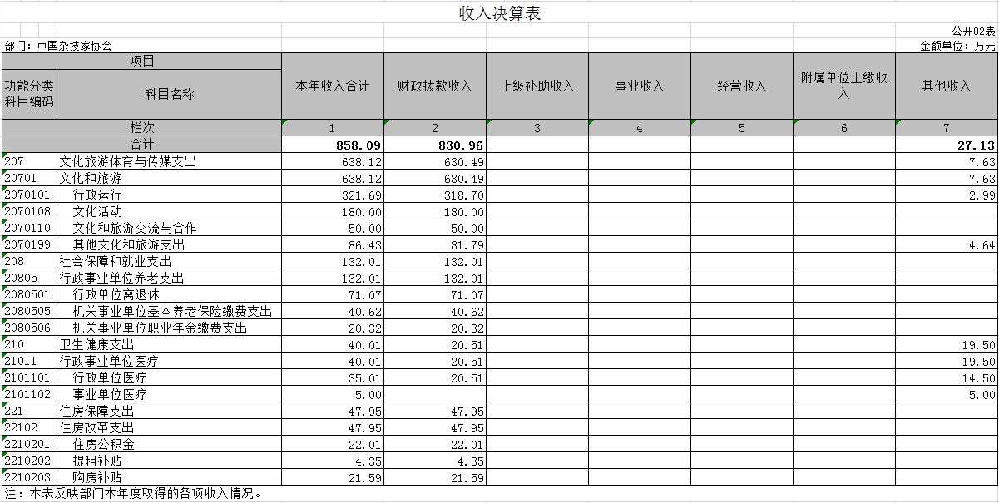 收入决算表
公开02表
部门：中国杂技家协会 金额单位：万元
项目 本年收入合计 财政拨款收入 上级补助收入 事业收入 经营收入 附属单位上缴收入 其他收入
功能分类科目编码 科目名称
栏次 1 2 3 4 5 6 7
合计 858.09 830.96 27.13
207 文化旅游体育与传媒支出 638.12 630.49 7.63
20701 文化和旅游 638.12 630.49 7.63
2070101 行政运行 321.69 318.70 2.99
2070108 文化活动 180.00 180.00
2070110 文化和旅游交流与合作 50.00 50.00
2070199 其他文化和旅游支出 86.43 81.79 4.64
208 社会保障和就业支出 132.01 132.01
20805 行政事业单位养老支出 132.01 132.01
2080501 行政单位离退休 71.07 71.07
2080505 机关事业单位基本养老保险缴费支出 40.62 40.62
2080506 机关事业单位职业年金缴费支出 20.32 20.32
210 卫生健康支出 40.01 20.51 19.50
21011 行政事业单位医疗 40.01 20.51 19.50
2101101 行政单位医疗 35.01 20.51 14.50
2101102 事业单位医疗 5.00 5.00
221 住房保障支出 47.95 47.95
22102 住房改革支出 47.95 47.95
2210201 住房公积金 22.01 22.01
2210202 提租补贴 4.35 4.35
2210203 购房补贴 21.59 21.59
注：本表反映部门本年度取得的各项收入情况。